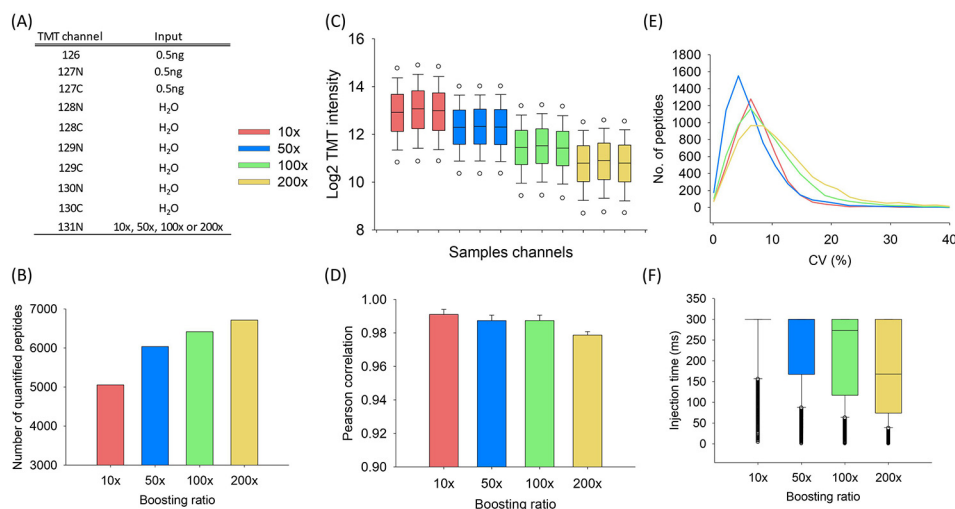 (A)
TMT channel Input
126 0.5ng
127N 0.5ng
127C 0.5ng
128N H₂O
128C H₂O
129N H₂O
129C H₂O
130N H₂O
130C H₂O
131N 10x, 50x, 100x or 200x
10x
50x
100x
200x
(B)
Number of quantified peptides
7000
6000
5000
4000
3000
10x 50x 100x 200x
Boosting ratio
(C)
Log2 TMT intensity
16
14
12
10
8
Samples channels
(D)
Pearson correlation
1.00
0.98
0.96
0.94
0.92
0.90
10x 50x 100x 200x
Boosting ratio
(E)
No. of peptides
1800
1600
1400
1200
1000
800
600
400
200
0
0 10 20 30 40
CV (%)
(F)
Injection time (ms)
350
300
250
200
150
100
50
0
10x 50x 100x 200x
Boosting ratio